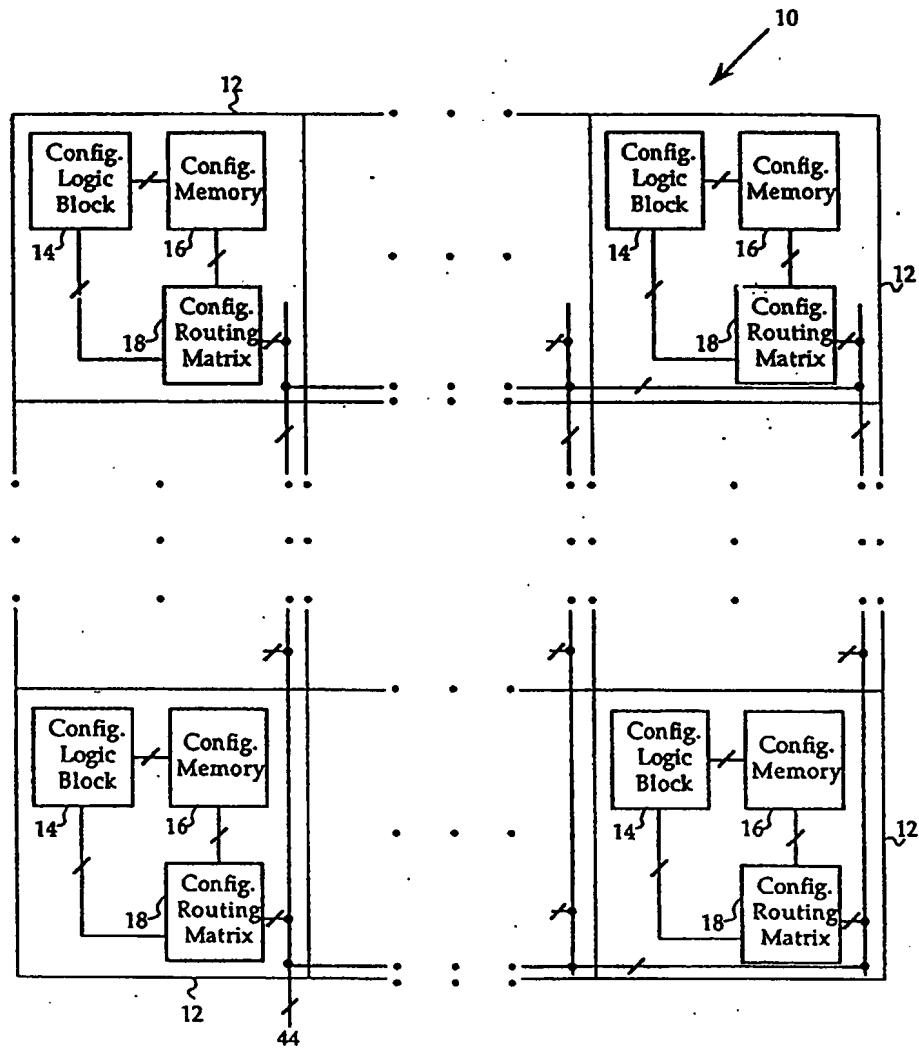 10
12
Config.
Logic
Block
Config.
Memory
14
16
18
Config.
Routing
Matrix
Config.
Logic
Block
Config.
Memory
14
16
12
18
Config.
Routing
Matrix
Config.
Logic
Block
Config.
Memory
14
16
18
Config.
Routing
Matrix
12
44
Config.
Logic
Block
Config.
Memory
14
16
12
18
Config.
Routing
Matrix